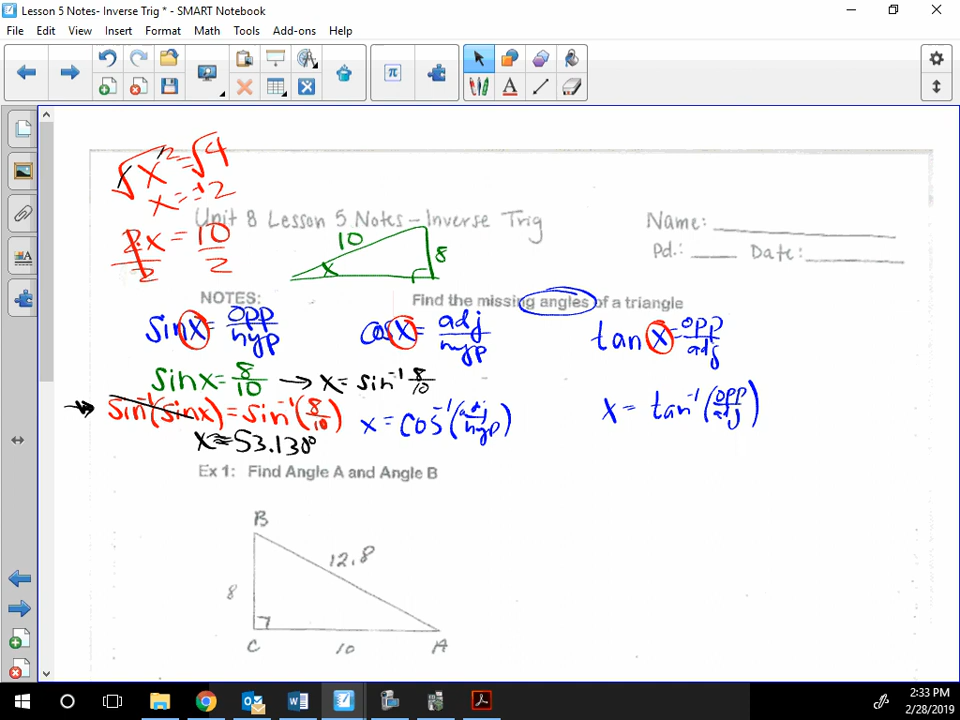 Lesson 5 Notes- Inverse Trig * - SMART Notebook
File Edit View Insert Format Math Tools Add-ons Help
√x² = √4
x = ±2
2x = 10
2 2
10
8
x
Unit 8 Lesson 5 Notes – Inverse Trig
Name:
Pd.: Date:
NOTES: Find the missing angles of a triangle
sin x = opp/hyp cos x = adj/hyp tan x = opp/adj
sin x = 8/10 → x = sin⁻¹ 8/10
sin⁻¹(sin x) = sin⁻¹(8/10) x = cos⁻¹(adj/hyp) x = tan⁻¹(opp/adj)
x ≈ 53.130°
Ex 1: Find Angle A and Angle B
B
12.8
8
C 10 A
2:33 PM
2/28/2019